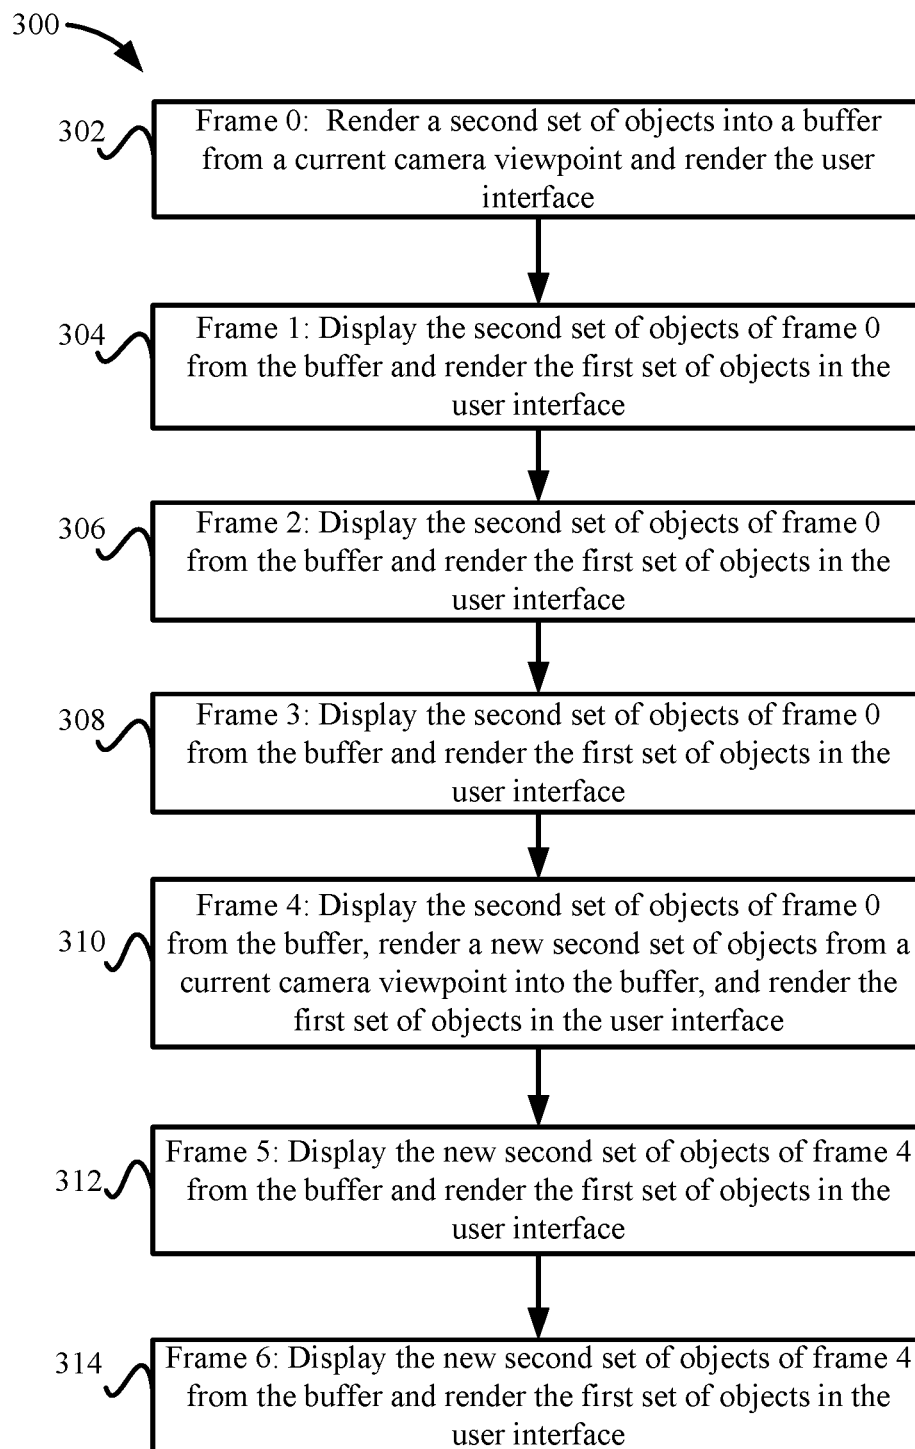 300
302
Frame 0: Render a second set of objects into a buffer
from a current camera viewpoint and render the user
interface
304
Frame 1: Display the second set of objects of frame 0
from the buffer and render the first set of objects in the
user interface
306
Frame 2: Display the second set of objects of frame 0
from the buffer and render the first set of objects in the
user interface
308
Frame 3: Display the second set of objects of frame 0
from the buffer and render the first set of objects in the
user interface
310
Frame 4: Display the second set of objects of frame 0
from the buffer, render a new second set of objects from a
current camera viewpoint into the buffer, and render the
first set of objects in the user interface
312
Frame 5: Display the new second set of objects of frame 4
from the buffer and render the first set of objects in the
user interface
314
Frame 6: Display the new second set of objects of frame 4
from the buffer and render the first set of objects in the
user interface